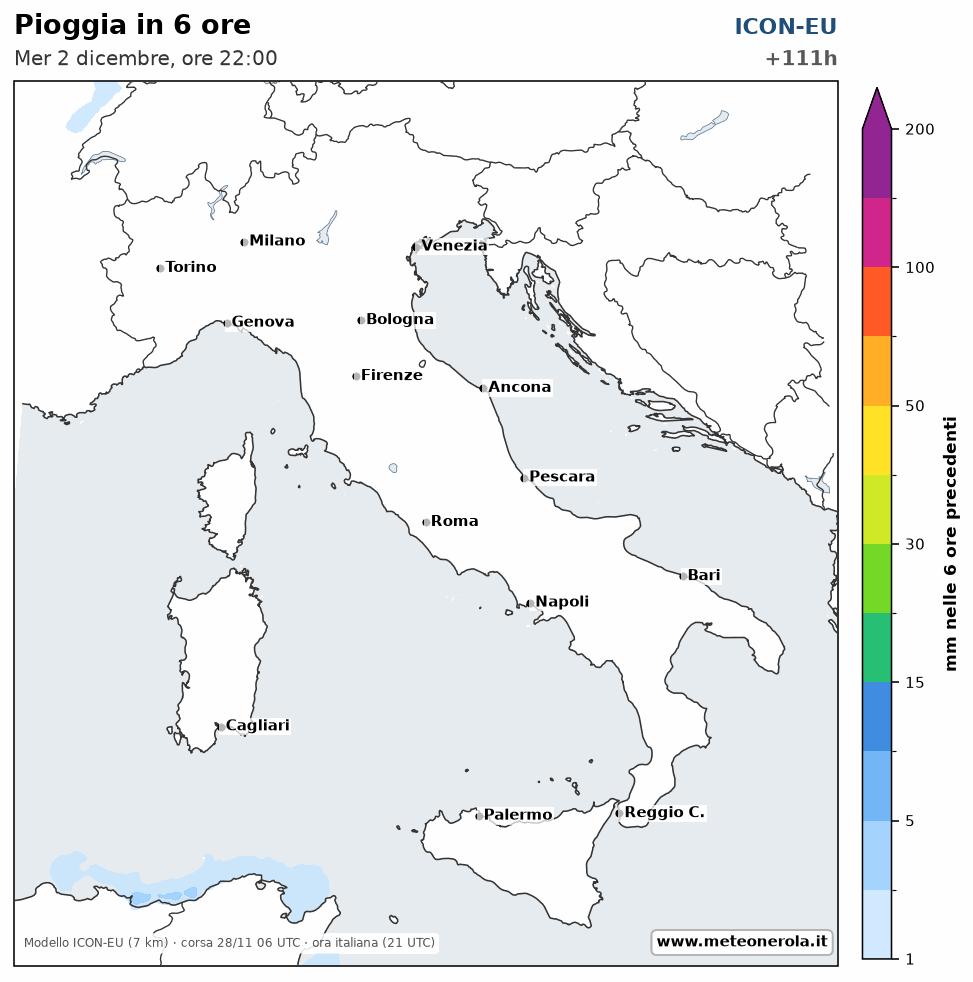 Pioggia in 6 ore
ICON-EU
Mer 2 dicembre, ore 22:00
+111h
Milano
Venezia
Torino
Genova
Bologna
Firenze
Ancona
Pescara
Roma
Bari
Napoli
Cagliari
Palermo
Reggio C.
Modello ICON-EU (7 km) · corsa 28/11 06 UTC · ora italiana (21 UTC)
www.meteonerola.it
200
100
50
30
15
5
1
mm nelle 6 ore precedenti